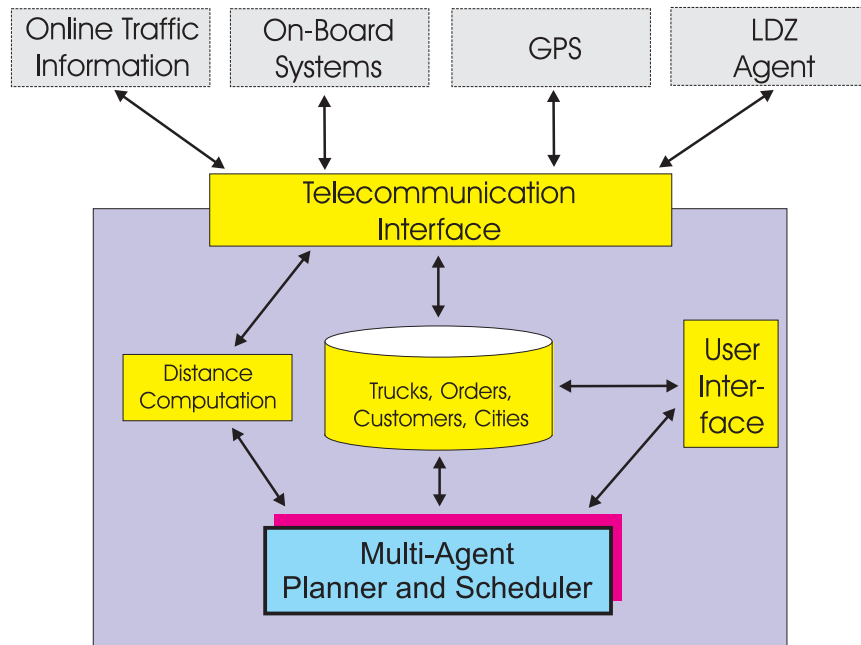 Online Traffic
Information
On-Board
Systems
GPS
LDZ
Agent
Telecommunication
Interface
Distance
Computation
Trucks, Orders,
Customers, Cities
User
Inter-
face
Multi-Agent
Planner and Scheduler